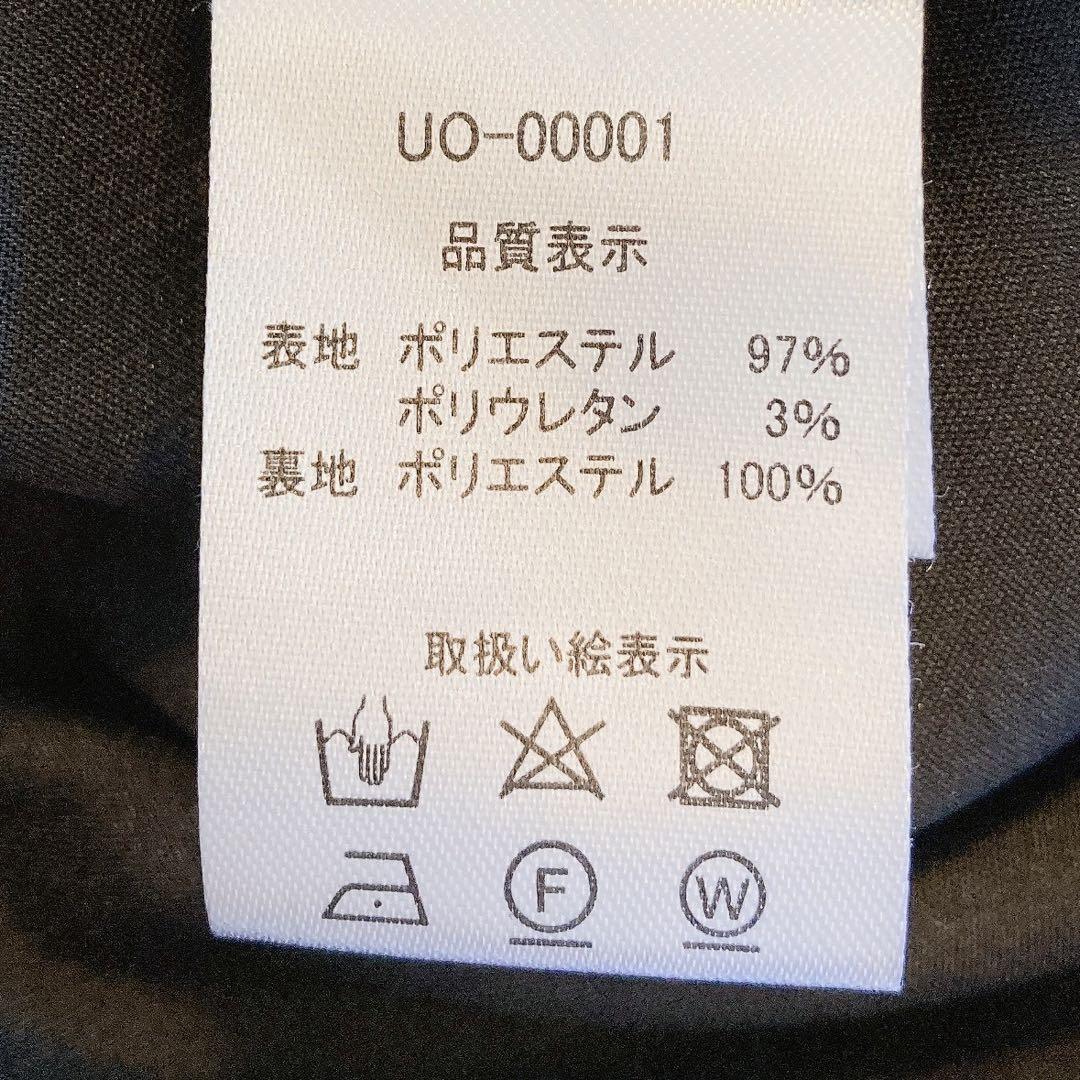 UO-00001
品質表示
表地 ポリエステル 97%
ポリウレタン 3%
裏地 ポリエステル 100%
取扱い絵表示
F W